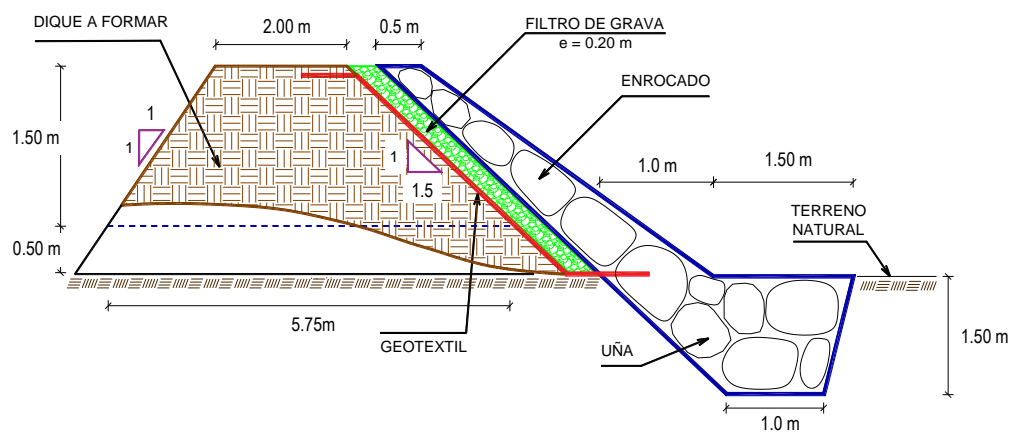 DIQUE A FORMAR
2.00 m
0.5 m
FILTRO DE GRAVA
e = 0.20 m
ENROCADO
1
1
1.50 m
1
1.5
1.0 m
1.50 m
TERRENO
NATURAL
0.50 m
5.75m
GEOTEXTIL
UÑA
1.50 m
1.0 m